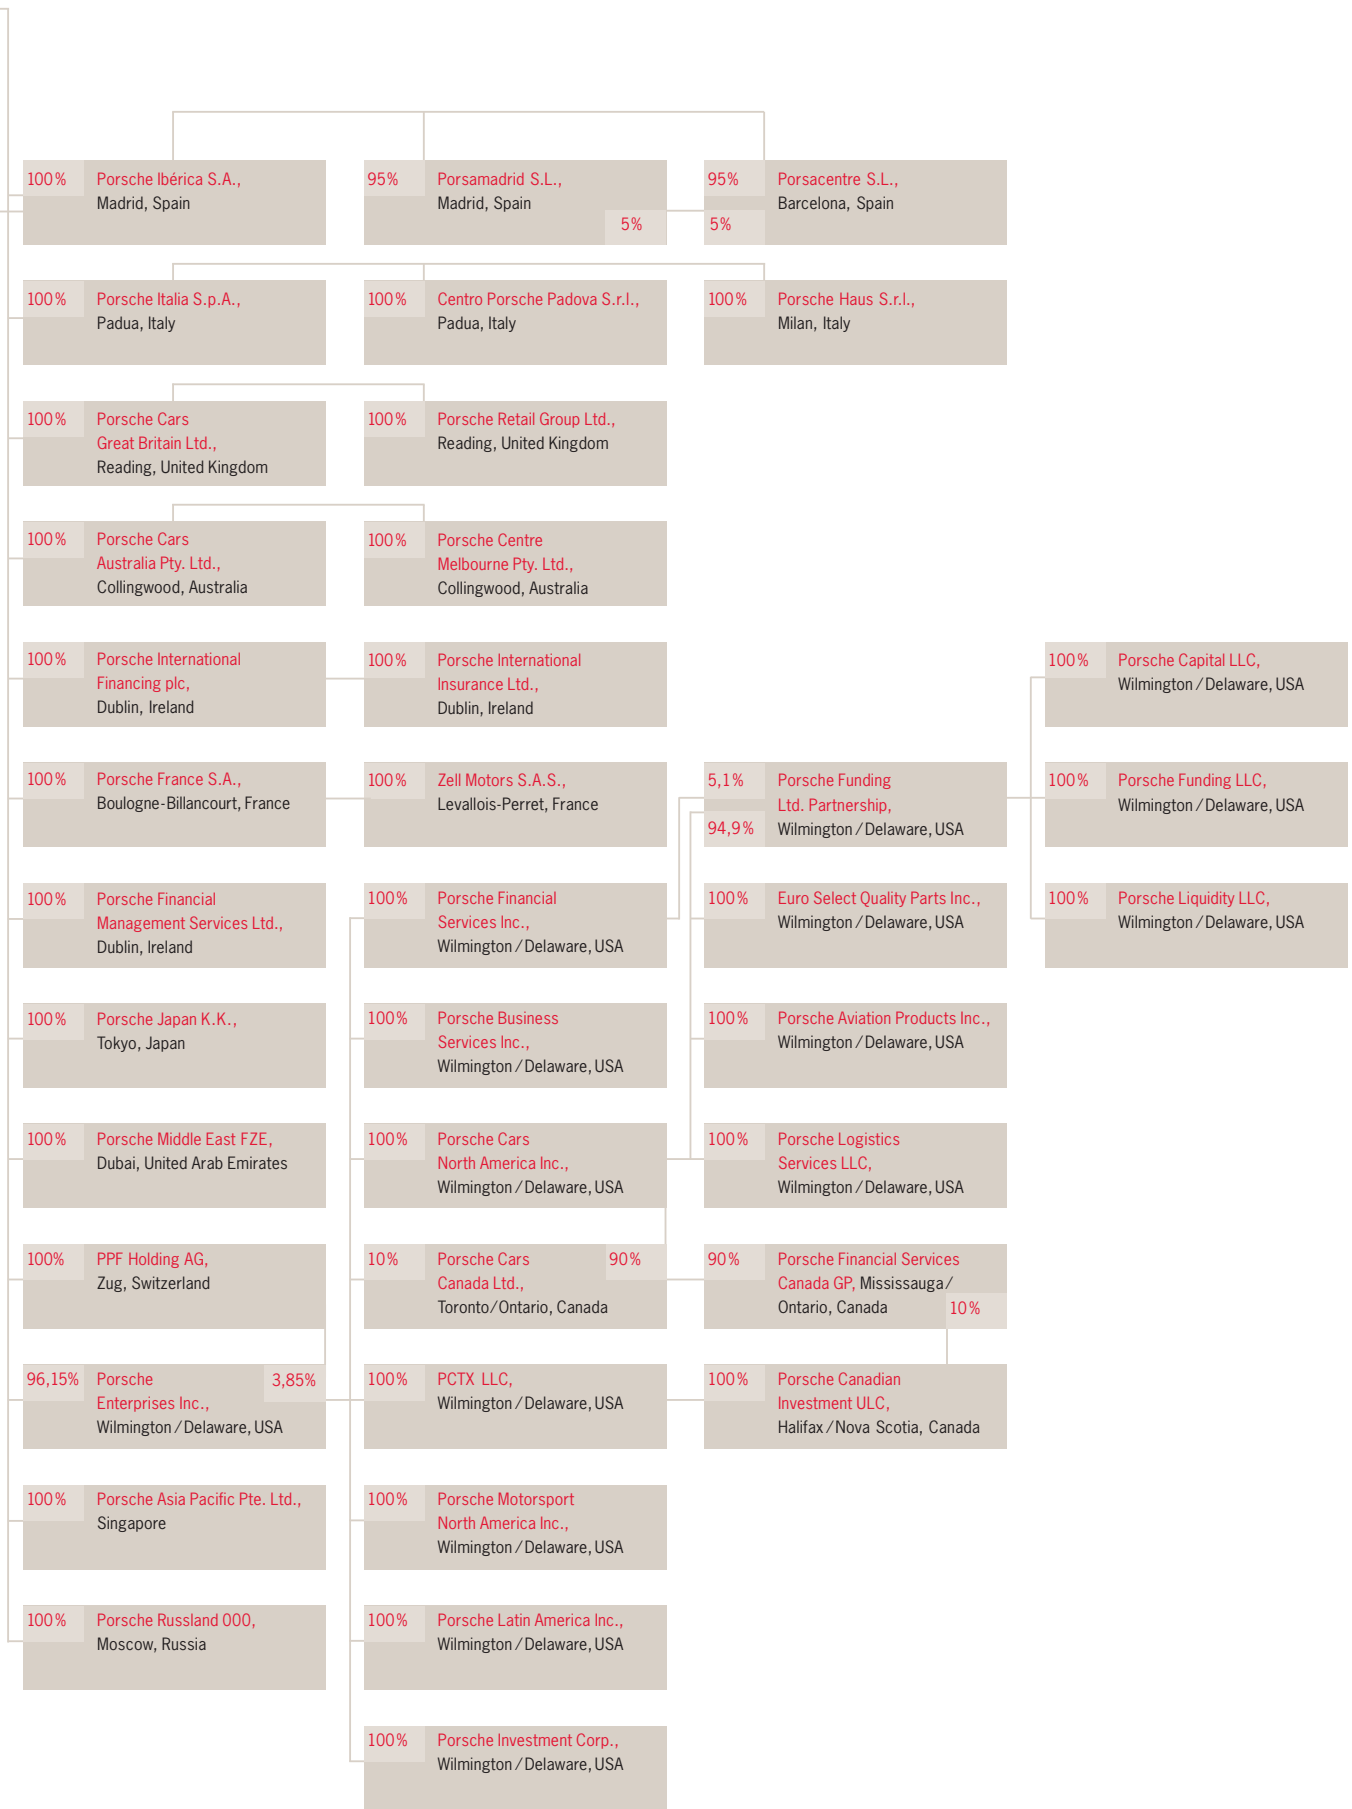 100%
Porsche Ibérica S.A.,
Madrid, Spain
95%
Porsamadrid S.L.,
Madrid, Spain
5%
95%
Porsacentre S.L.,
Barcelona, Spain
5%
100%
Porsche Italia S.p.A.,
Padua, Italy
100%
Centro Porsche Padova S.r.l.,
Padua, Italy
100%
Porsche Haus S.r.l.,
Milan, Italy
100%
Porsche Cars
Great Britain Ltd.,
Reading, United Kingdom
100%
Porsche Retail Group Ltd.,
Reading, United Kingdom
100%
Porsche Cars
Australia Pty. Ltd.,
Collingwood, Australia
100%
Porsche Centre
Melbourne Pty. Ltd.,
Collingwood, Australia
100%
Porsche International
Financing plc,
Dublin, Ireland
100%
Porsche International
Insurance Ltd.,
Dublin, Ireland
100%
Porsche Capital LLC,
Wilmington/Delaware, USA
100%
Porsche France S.A.,
Boulogne-Billancourt, France
100%
Zell Motors S.A.S.,
Levallois-Perret, France
5,1%
Porsche Funding
Ltd. Partnership,
94,9%
Wilmington/Delaware, USA
100%
Porsche Funding LLC,
Wilmington/Delaware, USA
100%
Porsche Financial
Management Services Ltd.,
Dublin, Ireland
100%
Porsche Financial
Services Inc.,
Wilmington/Delaware, USA
100%
Euro Select Quality Parts Inc.,
Wilmington/Delaware, USA
100%
Porsche Liquidity LLC,
Wilmington/Delaware, USA
100%
Porsche Japan K.K.,
Tokyo, Japan
100%
Porsche Business
Services Inc.,
Wilmington/Delaware, USA
100%
Porsche Aviation Products Inc.,
Wilmington/Delaware, USA
100%
Porsche Middle East FZE,
Dubai, United Arab Emirates
100%
Porsche Cars
North America Inc.,
Wilmington/Delaware, USA
100%
Porsche Logistics
Services LLC,
Wilmington/Delaware, USA
100%
PPF Holding AG,
Zug, Switzerland
10%
Porsche Cars
Canada Ltd.,
Toronto/Ontario, Canada
90%
90%
Porsche Financial Services
Canada GP, Mississauga/
Ontario, Canada
10%
96,15%
Porsche
Enterprises Inc.,
Wilmington/Delaware, USA
3,85%
100%
PCTX LLC,
Wilmington/Delaware, USA
100%
Porsche Canadian
Investment ULC,
Halifax/Nova Scotia, Canada
100%
Porsche Asia Pacific Pte. Ltd.,
Singapore
100%
Porsche Motorsport
North America Inc.,
Wilmington/Delaware, USA
100%
Porsche Russland OOO,
Moscow, Russia
100%
Porsche Latin America Inc.,
Wilmington/Delaware, USA
100%
Porsche Investment Corp.,
Wilmington/Delaware, USA